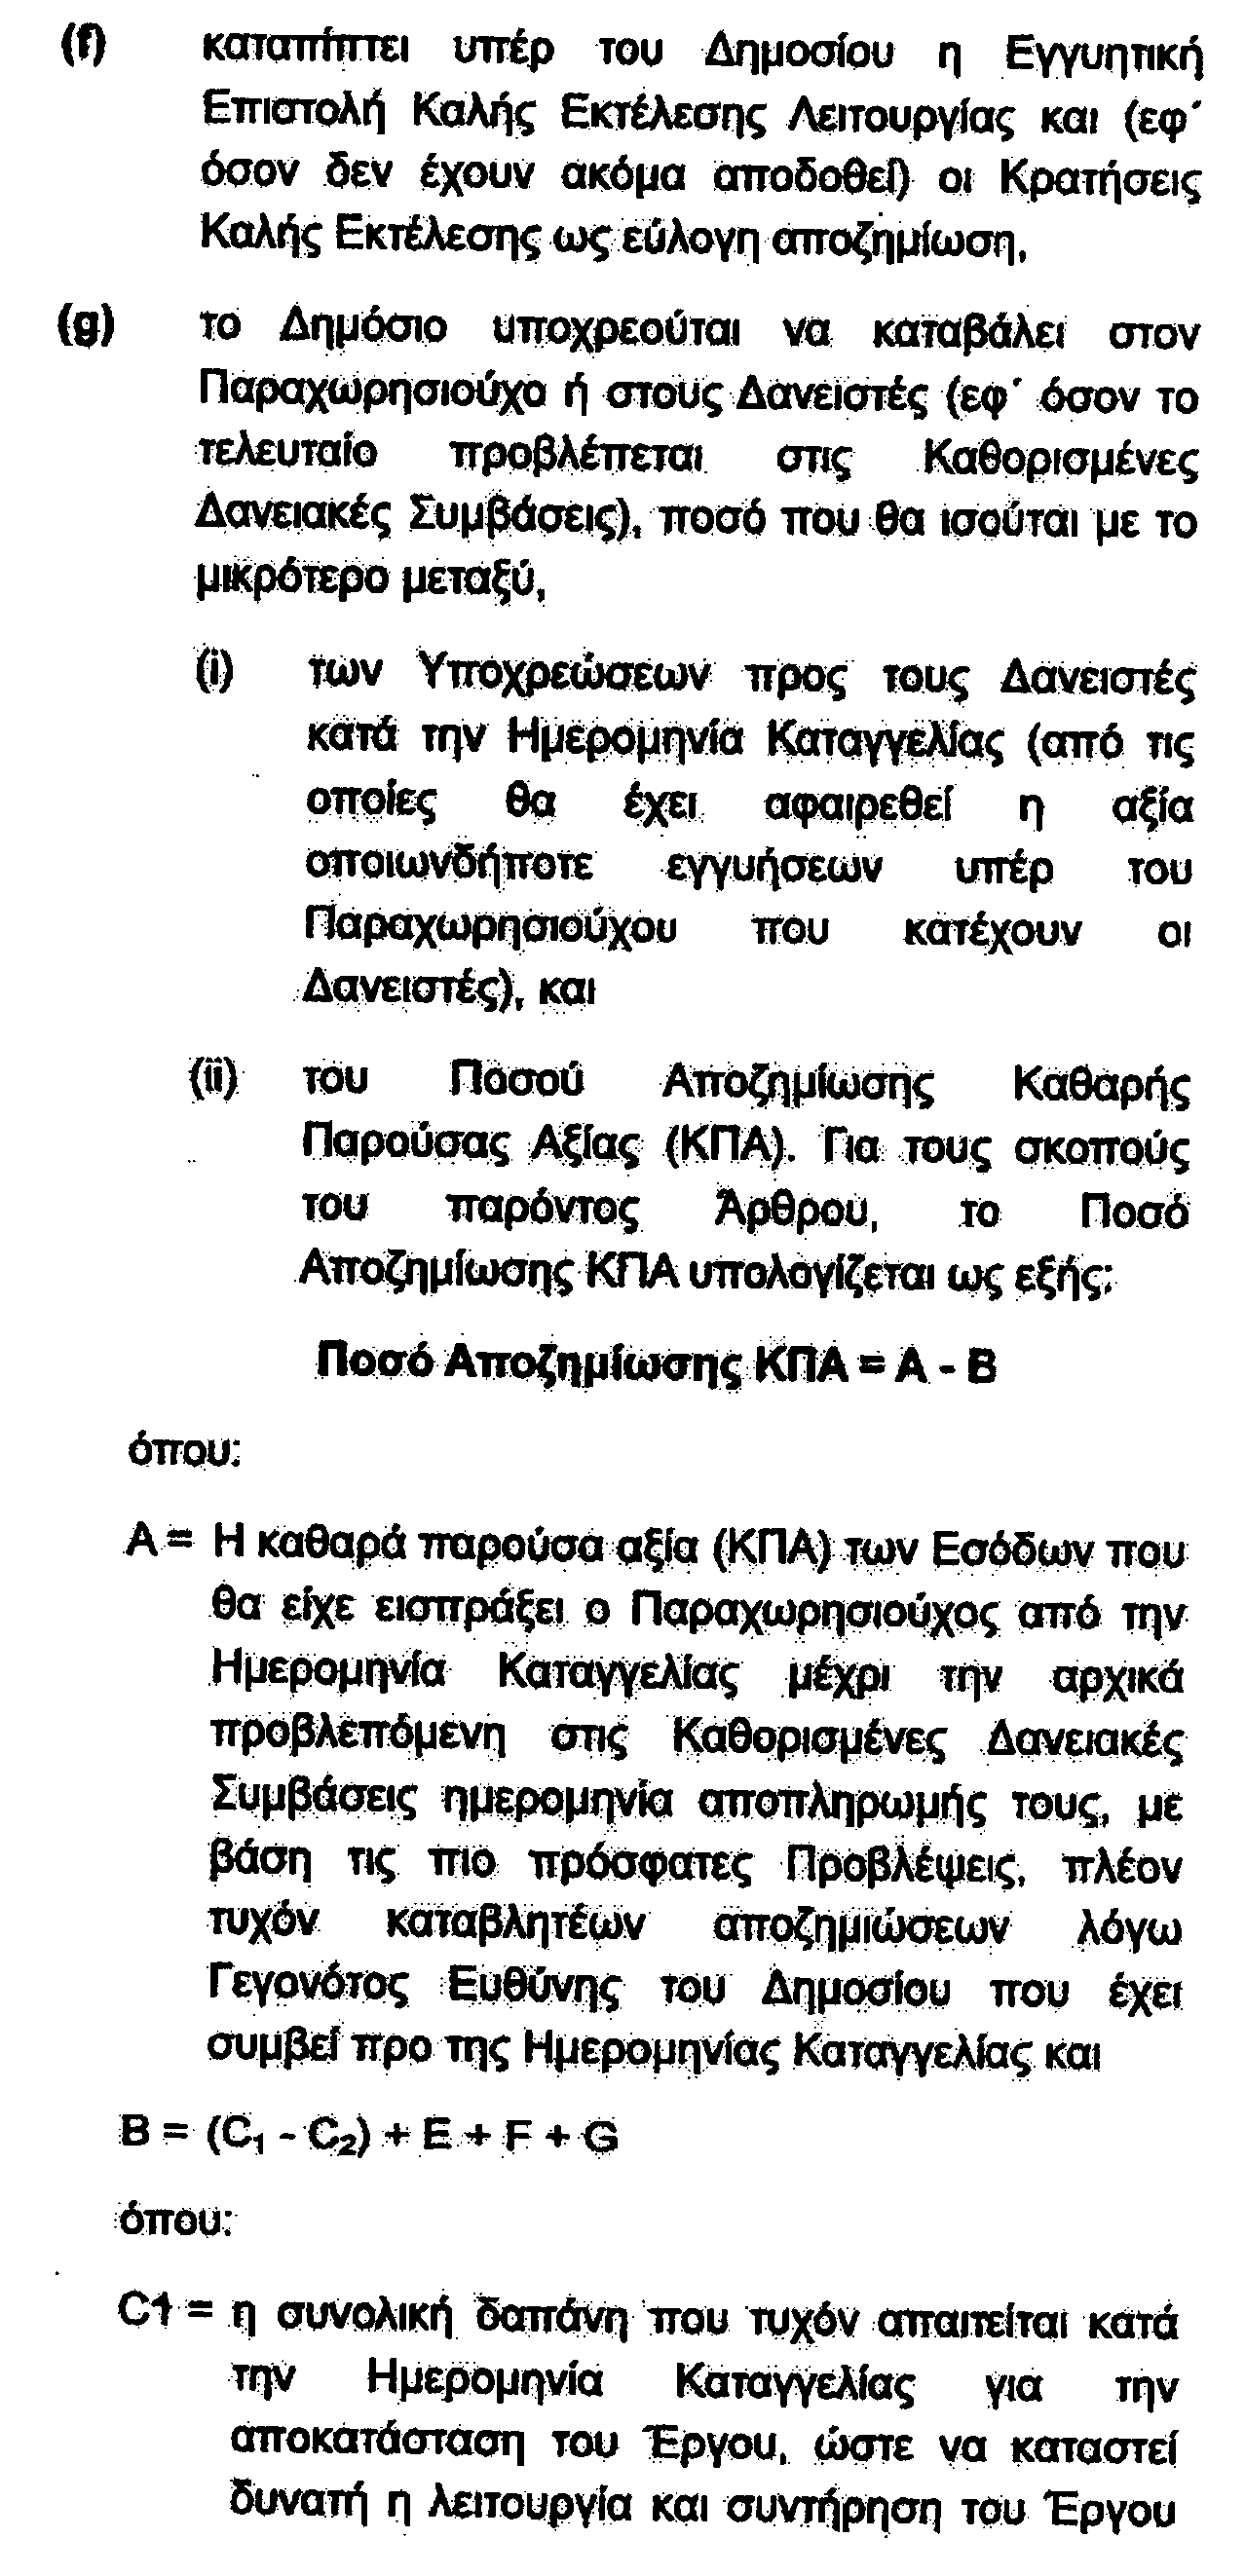 (f) καταπίπτει υπέρ του Δημοσίου η Εγγυητική
Επιστολή Καλής Εκτέλεσης Λειτουργίας και (εφ΄
όσον δεν έχουν ακόμα αποδοθεί) οι Κρατήσεις
Καλής Εκτέλεσης ως εύλογη αποζημίωση,
(g) το Δημόσιο υποχρεούται να καταβάλει στον
Παραχωρησιούχο ή στους Δανειστές (εφ΄ όσον το
τελευταίο προβλέπεται στις Καθορισμένες
Δανειακές Συμβάσεις), ποσό που θα ισούται με το
μικρότερο μεταξύ,
(i) των Υποχρεώσεων προς τους Δανειστές
κατά την Ημερομηνία Καταγγελίας (από τις
οποίες θα έχει αφαιρεθεί η αξία
οποιωνδήποτε εγγυήσεων υπέρ του
Παραχωρησιούχου που κατέχουν οι
Δανειστές), και
(ii) του Ποσού Αποζημίωσης Καθαρής
Παρούσας Αξίας (ΚΠΑ). Για τους σκοπούς
του παρόντος Άρθρου, το Ποσό
Αποζημίωσης ΚΠΑ υπολογίζεται ως εξής:
Ποσό Αποζημίωσης ΚΠΑ = A - B
όπου:
A = Η καθαρά παρούσα αξία (ΚΠΑ) των Εσόδων που
θα είχε εισπράξει ο Παραχωρησιούχος από την
Ημερομηνία Καταγγελίας μέχρι την αρχικά
προβλεπόμενη στις Καθορισμένες Δανειακές
Συμβάσεις ημερομηνία αποπληρωμής τους, με
βάση τις πιο πρόσφατες Προβλέψεις, πλέον
τυχόν καταβλητέων αποζημιώσεων λόγω
Γεγονότος Ευθύνης του Δημοσίου που έχει
συμβεί προ της Ημερομηνίας Καταγγελίας και
B = (C₁ - C₂) + E + F + G
όπου:
C1 = η συνολική δαπάνη που τυχόν απαιτείται κατά
την Ημερομηνία Καταγγελίας για την
αποκατάσταση του Έργου, ώστε να καταστεί
δυνατή η λειτουργία και συντήρηση του Έργου